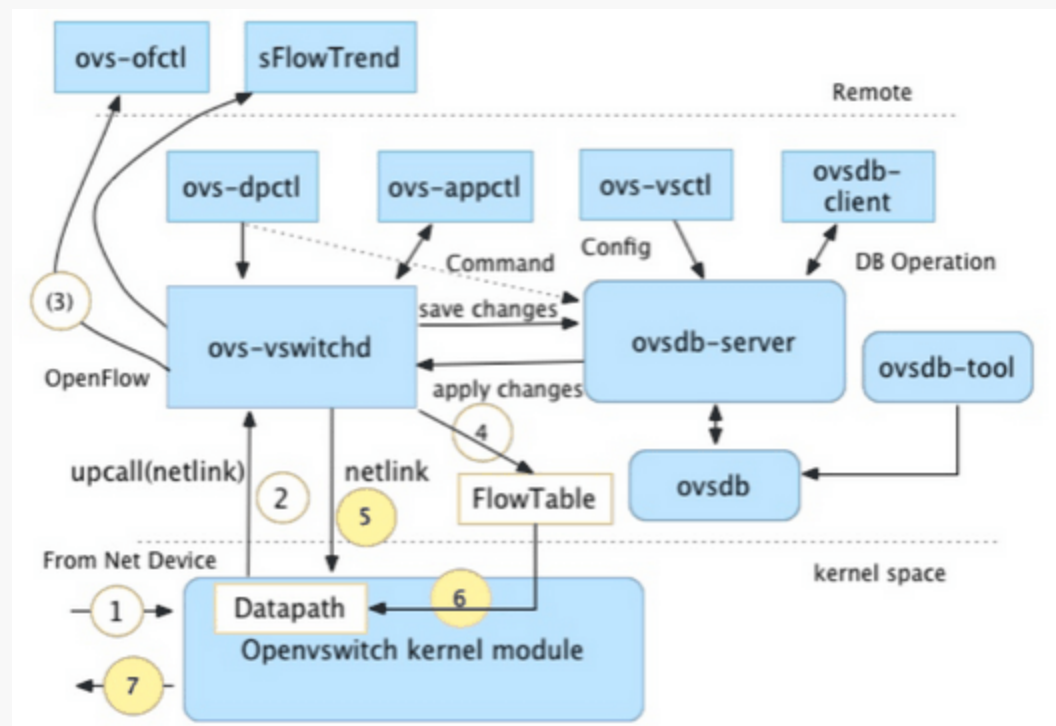 ovs-ofctl
sFlowTrend
Remote
ovs-dpctl
ovs-appctl
ovs-vsctl
ovsdb-
client
Config
Command
DB Operation
(3)
save changes
ovs-vswitchd
ovsdb-server
ovsdb-tool
OpenFlow
apply changes
4
upcall(netlink)
netlink
2
5
FlowTable
ovsdb
From Net Device
kernel space
1
Datapath
6
Openvswitch kernel module
7